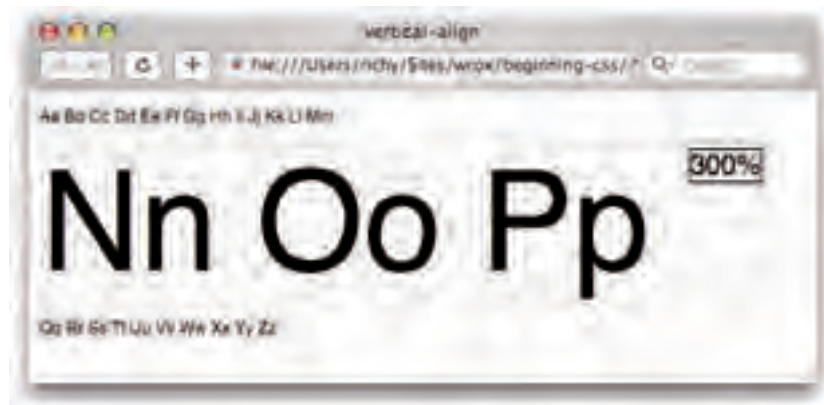 vertical-align
file:///Users/richy/Sites/wrox/beginning-css/
Aa Bb Cc Dd Ee Ff Gg Hh Ii Jj Kk Ll Mm
Nn Oo Pp
300%
Qq Rr Ss Tt Uu Vv Ww Xx Yy Zz